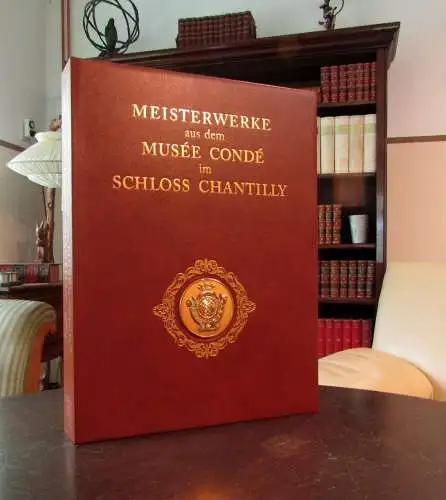 MEISTERWERKE
aus dem
MUSÉE CONDÉ
im
SCHLOSS CHANTILLY